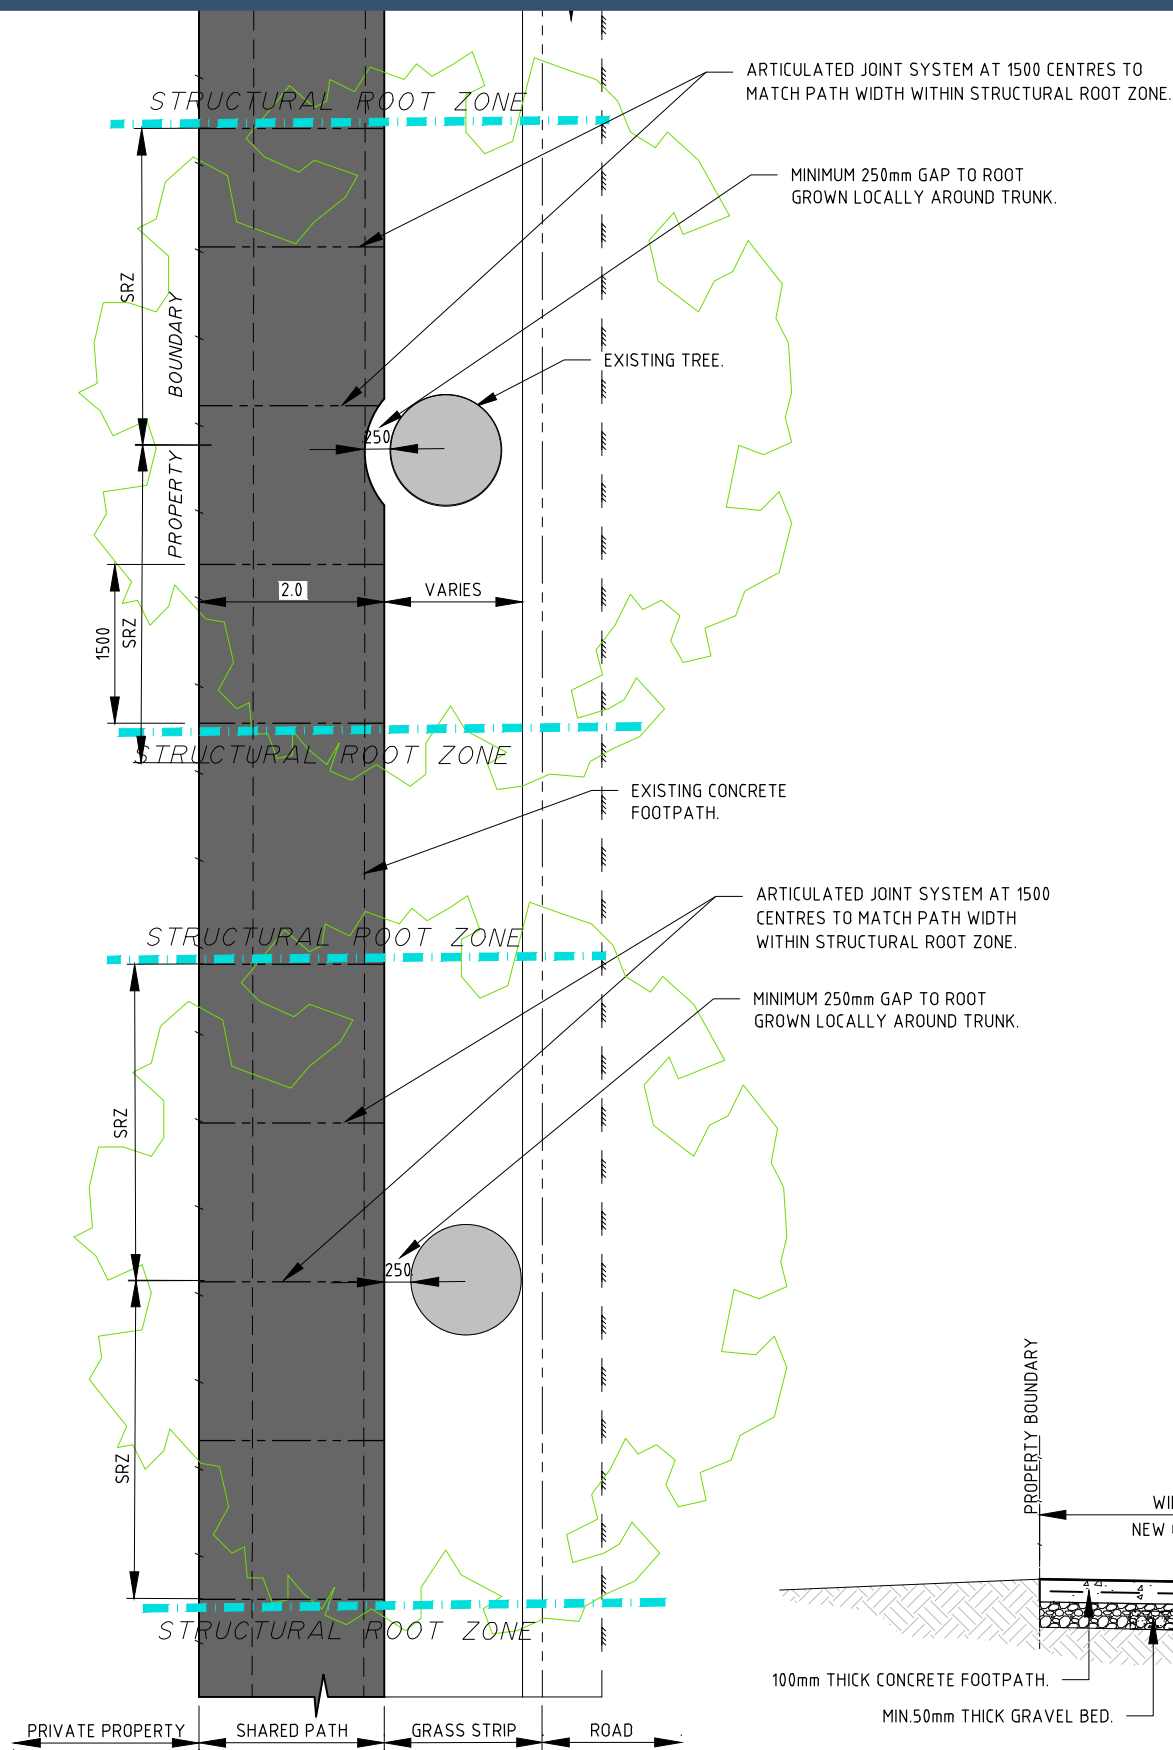 ARTICULATED JOINT SYSTEM AT 1500 CENTRES TO
MATCH PATH WIDTH WITHIN STRUCTURAL ROOT ZONE.
STRUCTURAL ROOT ZONE
MINIMUM 250mm GAP TO ROOT
GROWN LOCALLY AROUND TRUNK.
SRZ
PROPERTY BOUNDARY
EXISTING TREE.
250
2.0
VARIES
1500
SRZ
STRUCTURAL ROOT ZONE
EXISTING CONCRETE
FOOTPATH.
ARTICULATED JOINT SYSTEM AT 1500
CENTRES TO MATCH PATH WIDTH
WITHIN STRUCTURAL ROOT ZONE.
STRUCTURAL ROOT ZONE
MINIMUM 250mm GAP TO ROOT
GROWN LOCALLY AROUND TRUNK.
SRZ
250
SRZ
PROPERTY BOUNDARY
NEW
STRUCTURAL ROOT ZONE
100mm THICK CONCRETE FOOTPATH.
MIN.50mm THICK GRAVEL BED.
PRIVATE PROPERTY
SHARED PATH
GRASS STRIP
ROAD